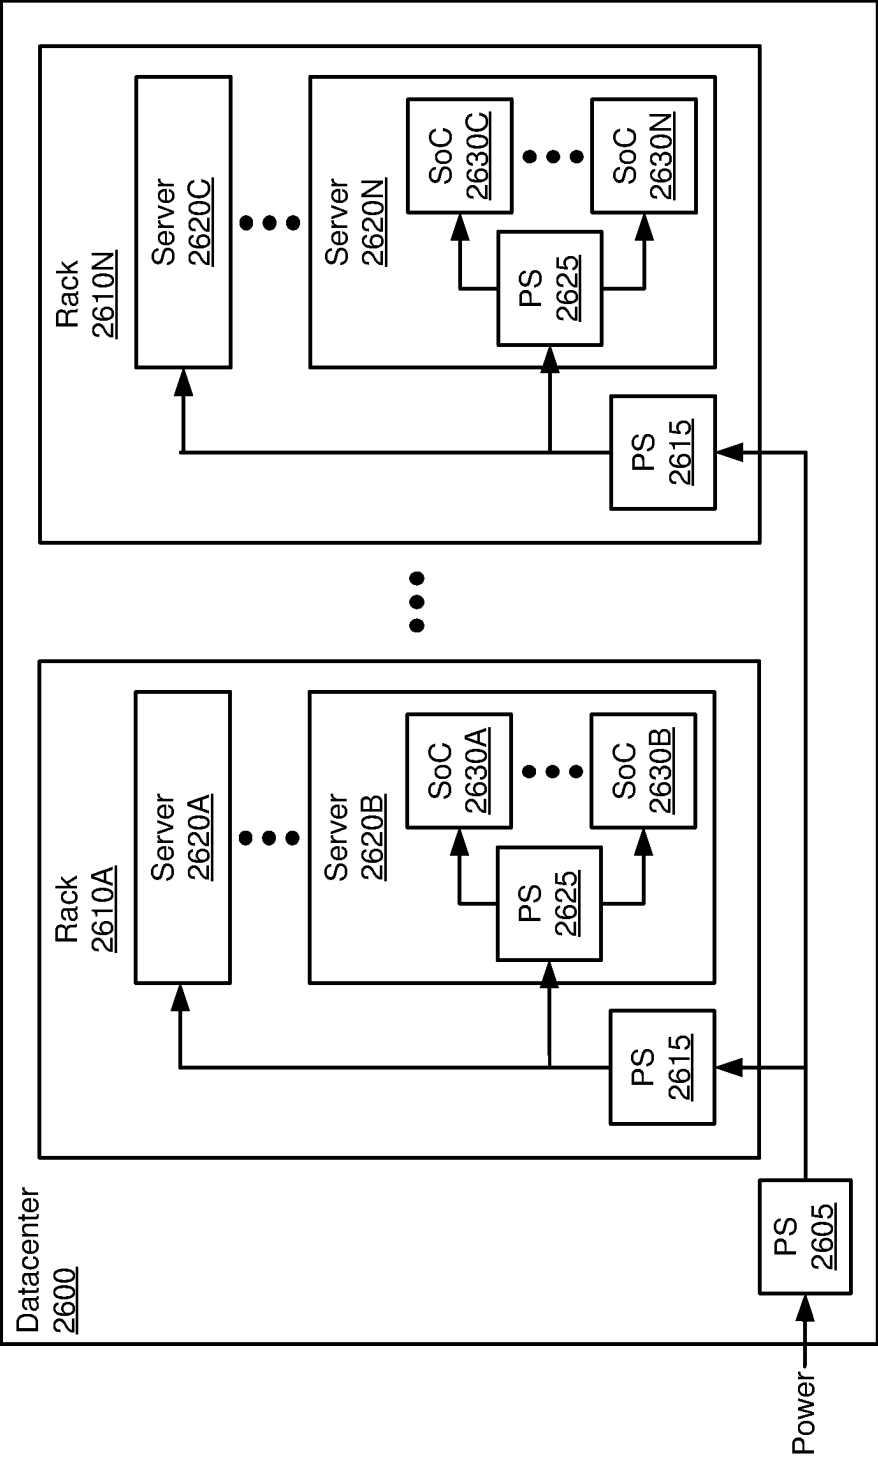 Datacenter
2600
Power
PS
2605
Rack
2610A
Server
2620A
Server
2620B
PS
2615
PS
2625
SoC
2630A
SoC
2630B
Rack
2610N
Server
2620C
Server
2620N
PS
2615
PS
2625
SoC
2630C
SoC
2630N